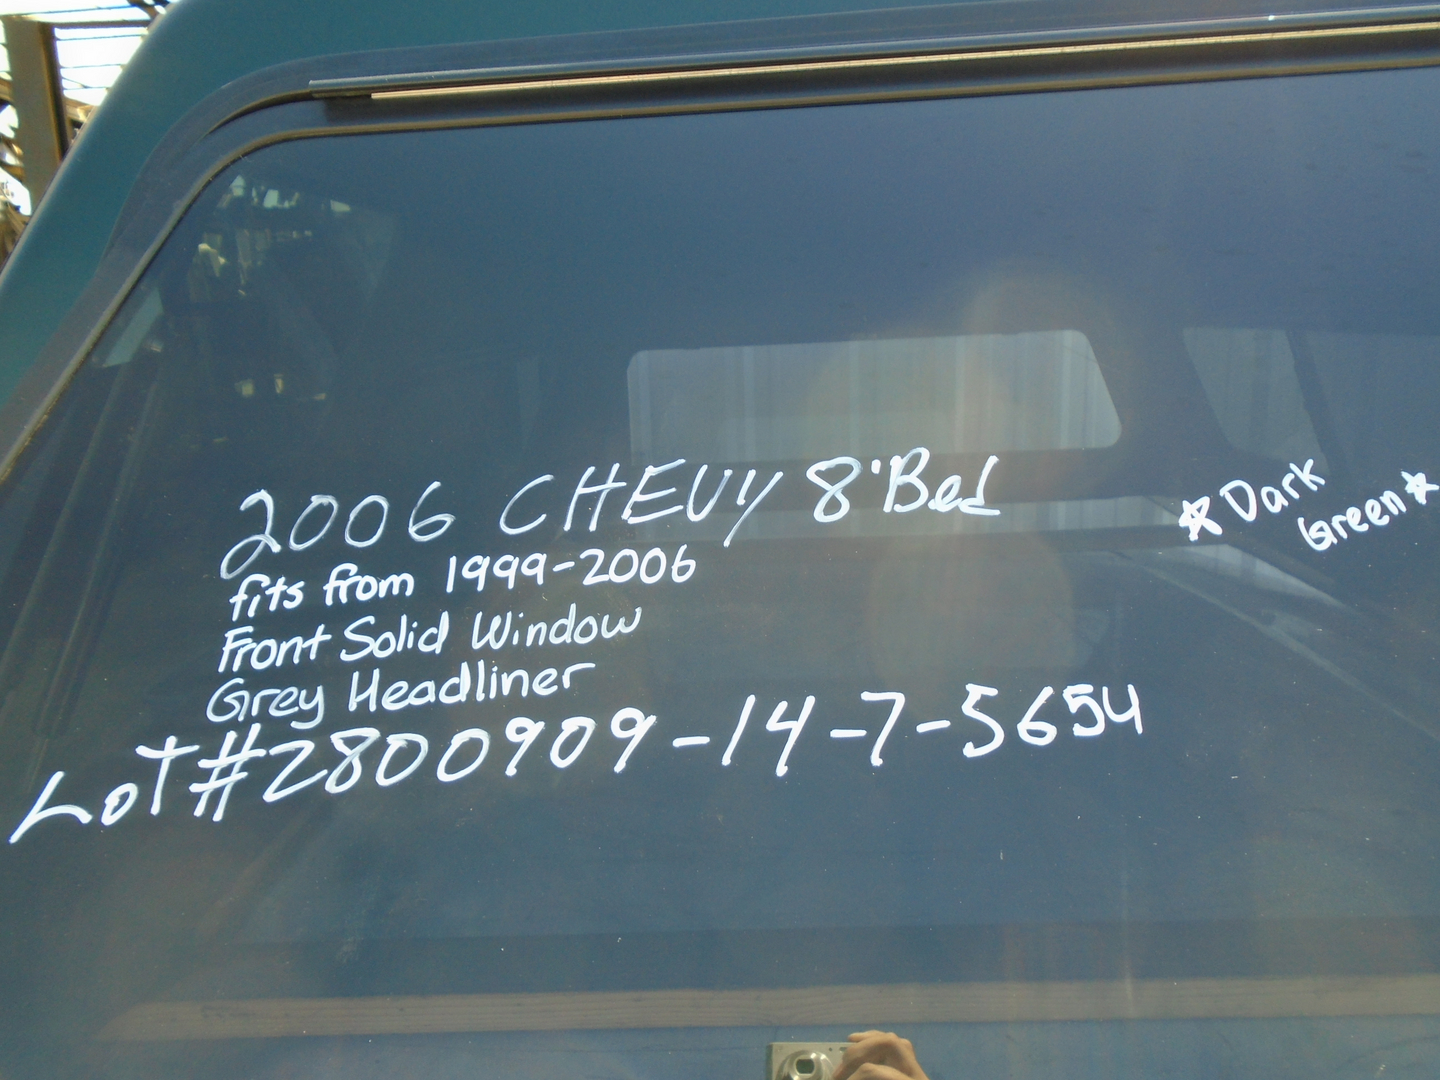 2006 CHEVY 8' Bed
fits from 1999-2006
Front Solid Window
Grey Headliner
LOT #2800909-14-7-5654
☆ Dark
Green ☆